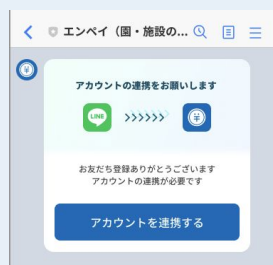 エンペイ（園・施設の...
アカウントの連携をお願いします
LINE
>>>>>>
お友だち登録ありがとうございます
アカウントの連携が必要です
アカウントを連携する